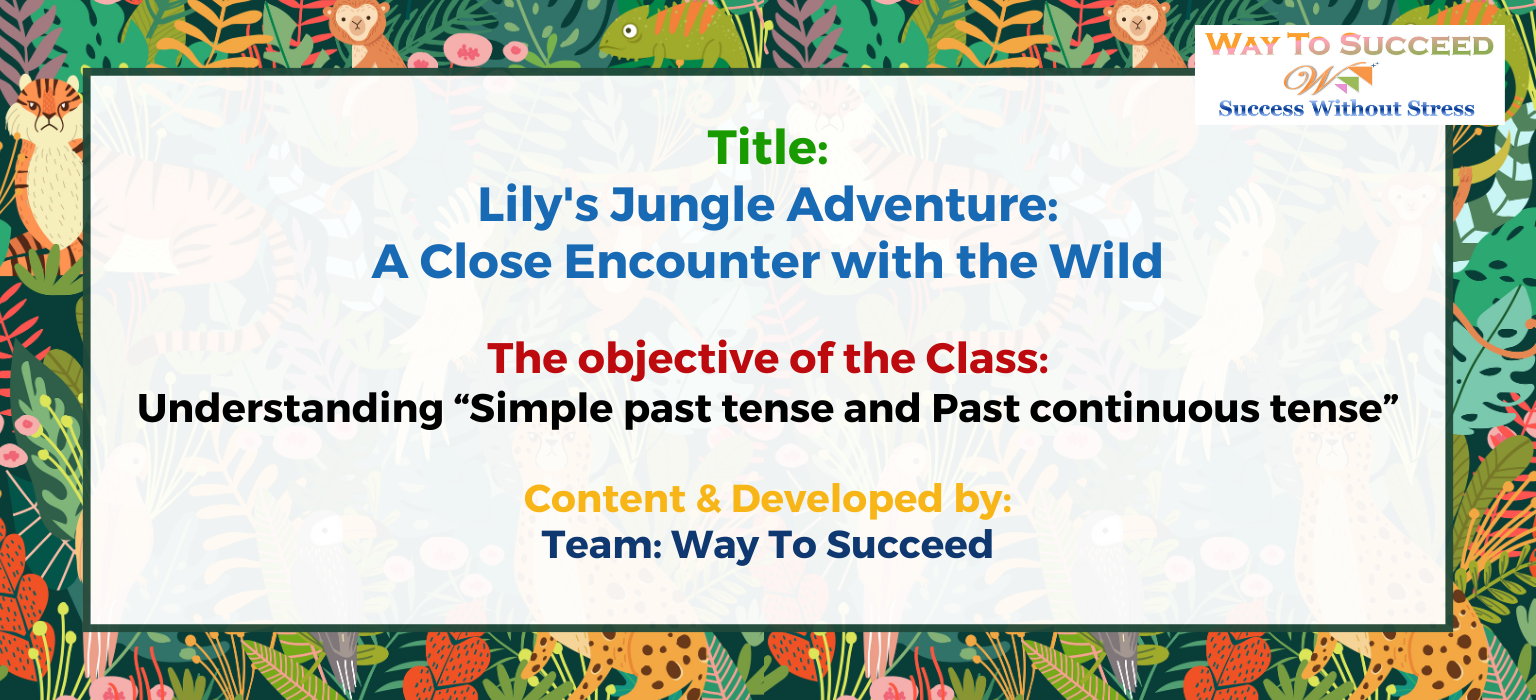 WAY TO SUCCEED
W
Success Without Stress
Title:
Lily's Jungle Adventure:
A Close Encounter with the Wild
The objective of the Class:
Understanding “Simple past tense and Past continuous tense”
Content & Developed by:
Team: Way To Succeed